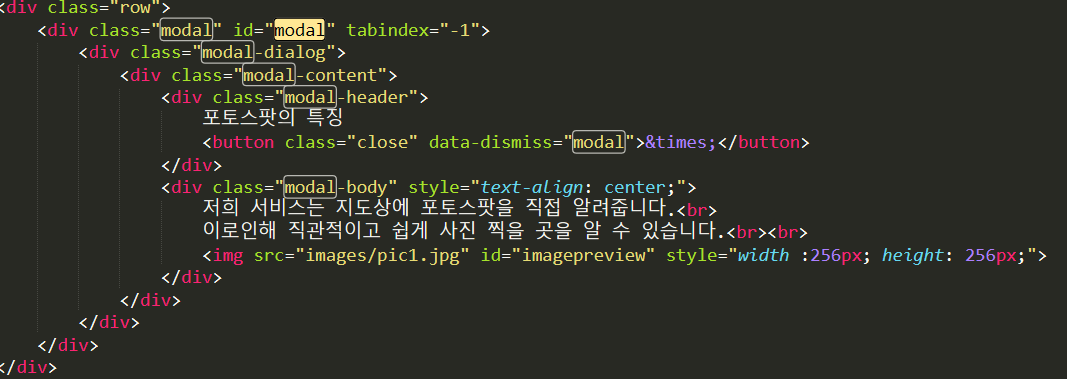 <div class="row">
<div class="modal" id="modal" tabindex="-1">
<div class="modal-dialog">
<div class="modal-content">
<div class="modal-header">
포토스팟의 특징
<button class="close" data-dismiss="modal">&times;</button>
</div>
<div class="modal-body" style="text-align: center;">
저희 서비스는 지도상에 포토스팟을 직접 알려줍니다.<br>
이로인해 직관적이고 쉽게 사진 찍을 곳을 알 수 있습니다.<br><br>
<img src="images/pic1.jpg" id="imagepreview" style="width :256px; height: 256px;">
</div>
</div>
</div>
</div>
</div>